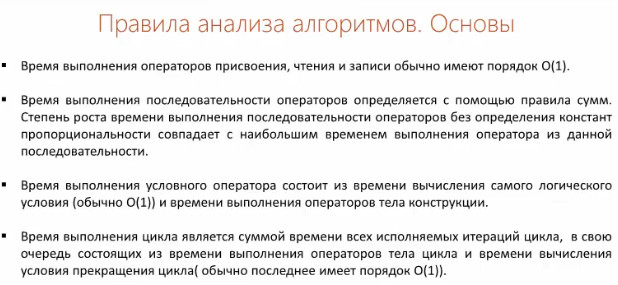 Правила анализа алгоритмов. Основы
▪ Время выполнения операторов присвоения, чтения и записи обычно имеют порядок O(1).
▪ Время выполнения последовательности операторов определяется с помощью правила сумм.
Степень роста времени выполнения последовательности операторов без определения констант
пропорциональности совпадает с наибольшим временем выполнения оператора из данной
последовательности.
▪ Время выполнения условного оператора состоит из времени вычисления самого логического
условия (обычно O(1)) и времени выполнения операторов тела конструкции.
▪ Время выполнения цикла является суммой времени всех исполняемых итераций цикла, в свою
очередь состоящих из времени выполнения операторов тела цикла и времени вычисления
условия прекращения цикла( обычно последнее имеет порядок O(1)).